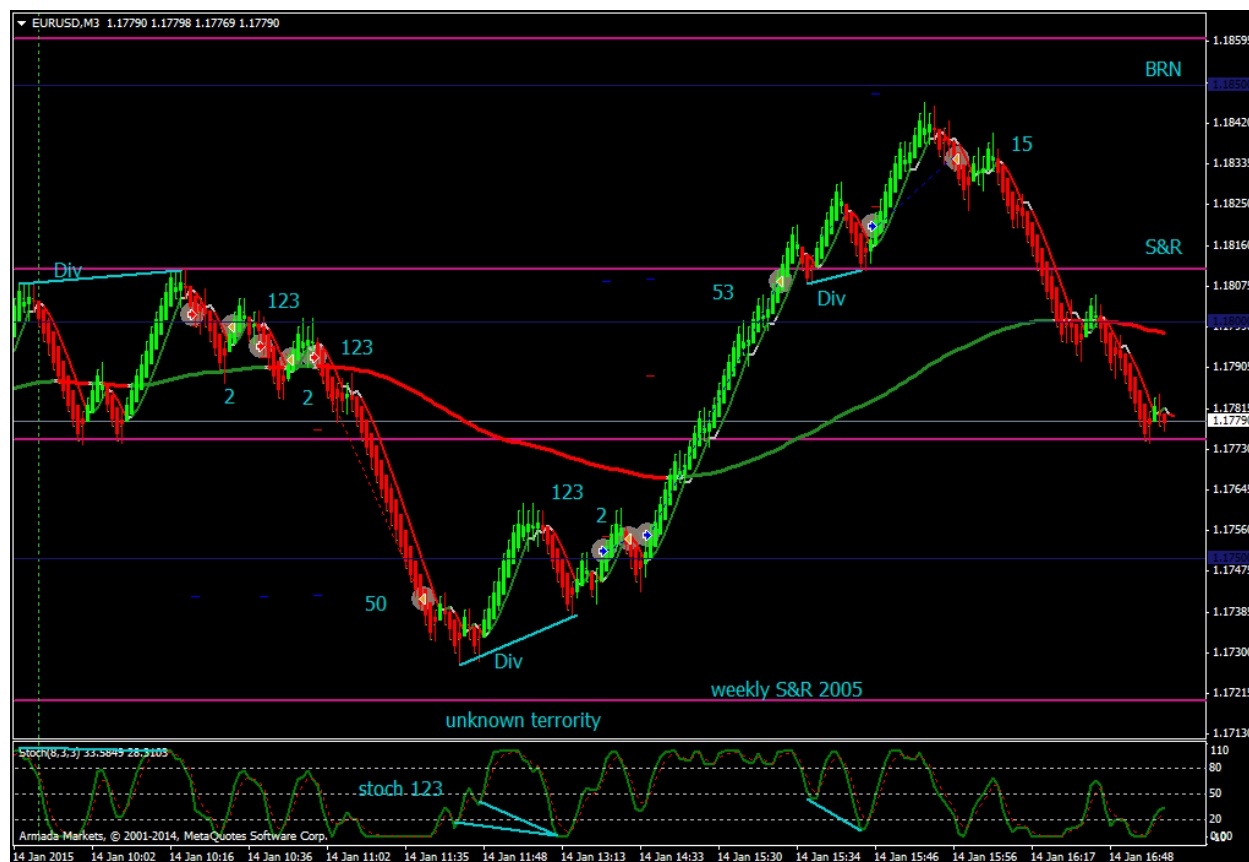 EURUSD,M3 1.17790 1.17798 1.17769 1.17790
1.18595
BRN
1.18500
1.18420
15
1.18335
1.18250
S&R
1.18160
Div
1.18075
53
Div
123
1.18000
123
1.17905
2
2
1.17815
1.17790
1.17730
123
1.17645
2
1.17560
1.17500
1.17475
50
1.17385
Div
1.17300
weekly S&R 2005
1.17215
unknown terrority
1.17130
Stoch(8,3,3) 33.5849 28.3103
110
80
stoch 123
50
20
Armada Markets, © 2001-2014, MetaQuotes Software Corp.
14 Jan 2015 14 Jan 10:02 14 Jan 10:16 14 Jan 10:36 14 Jan 11:02 14 Jan 11:35 14 Jan 11:48 14 Jan 13:13 14 Jan 14:33 14 Jan 15:30 14 Jan 15:34 14 Jan 15:46 14 Jan 15:56 14 Jan 16:17 14 Jan 16:48